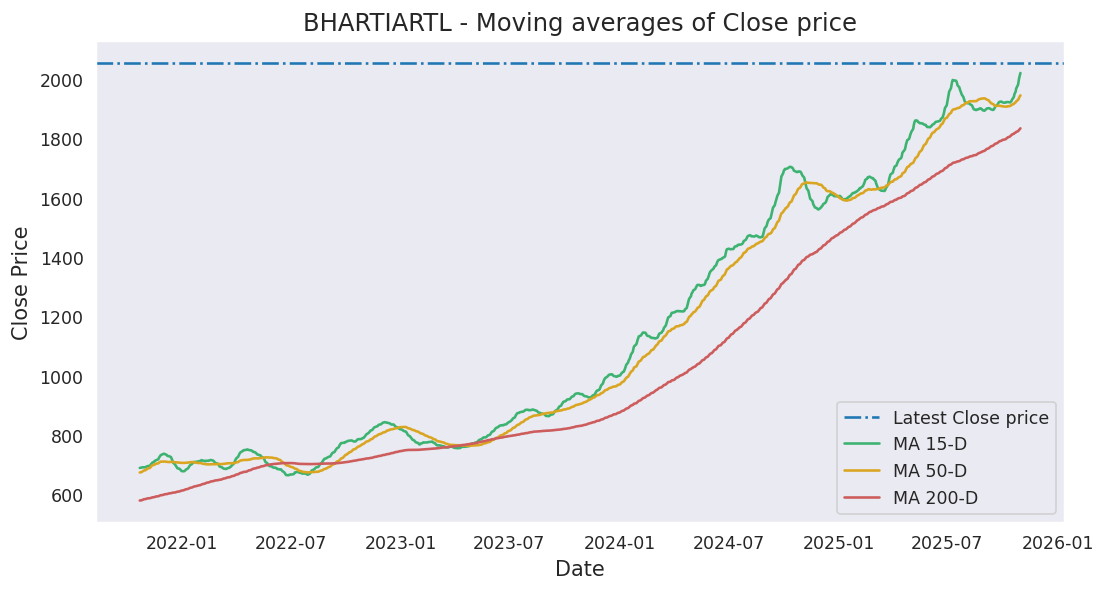 BHARTIARTL - Moving averages of Close price
Close Price
2000
1800
1600
1400
1200
1000
800
600
Latest Close price
MA 15-D
MA 50-D
MA 200-D
2022-01 2022-07 2023-01 2023-07 2024-01 2024-07 2025-01 2025-07 2026-01
Date